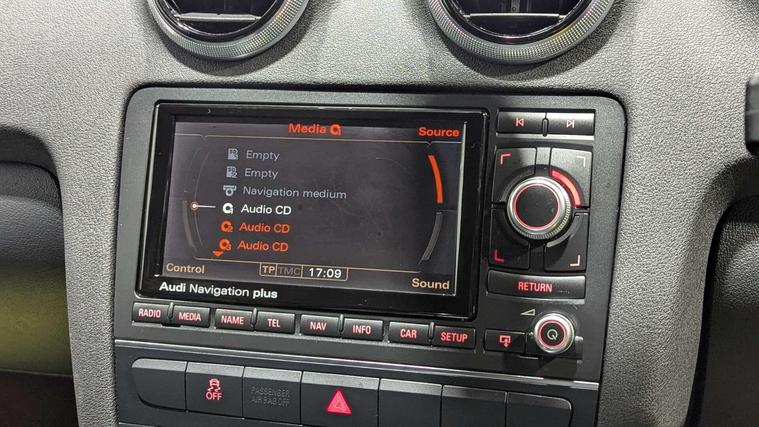 Media
Source
Empty
Empty
Navigation medium
Audio CD
Audio CD
Audio CD
Control
TP TMC 17:09
Sound
Audi Navigation plus
RETURN
RADIO MEDIA NAME TEL NAV INFO CAR SETUP
OFF
PASSENGER
AIR BAG OFF